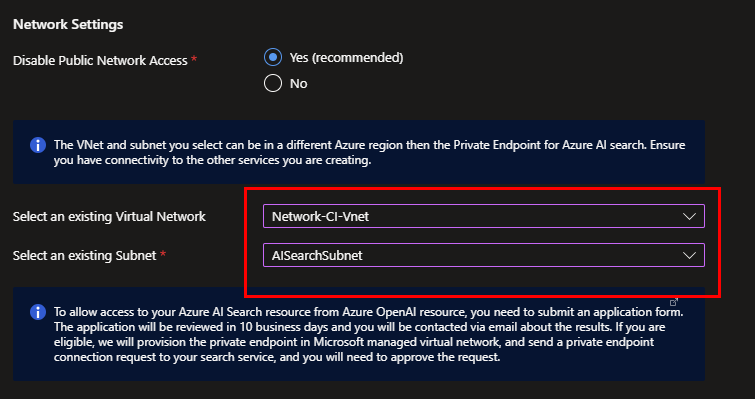 Network Settings
Disable Public Network Access *
Yes (recommended)
No
The VNet and subnet you select can be in a different Azure region then the Private Endpoint for Azure AI search. Ensure
you have connectivity to the other services you are creating.
Select an existing Virtual Network
Network-CI-Vnet
Select an existing Subnet *
AISearchSubnet
To allow access to your Azure AI Search resource from Azure OpenAI resource, you need to submit an application form.
The application will be reviewed in 10 business days and you will be contacted via email about the results. If you are
eligible, we will provision the private endpoint in Microsoft managed virtual network, and send a private endpoint
connection request to your search service, and you will need to approve the request.